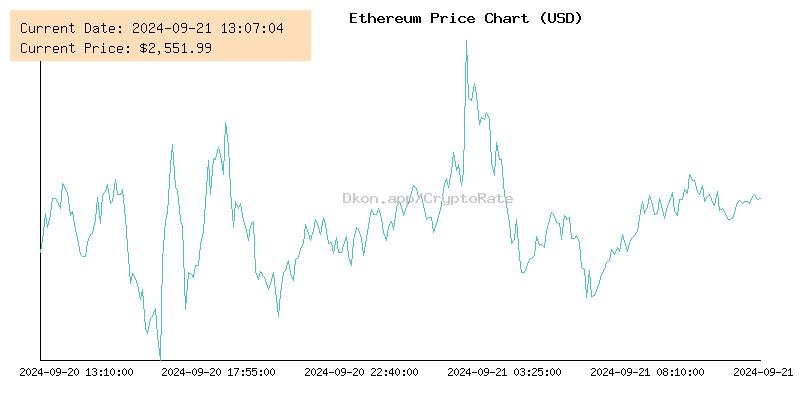 Ethereum Price Chart (USD)
Current Date: 2024-09-21 13:07:04
Current Price: $2,551.99
Dkon.app/CryptoRate
2024-09-20 13:10:00 2024-09-20 17:55:00 2024-09-20 22:40:00 2024-09-21 03:25:00 2024-09-21 08:10:00 2024-09-21